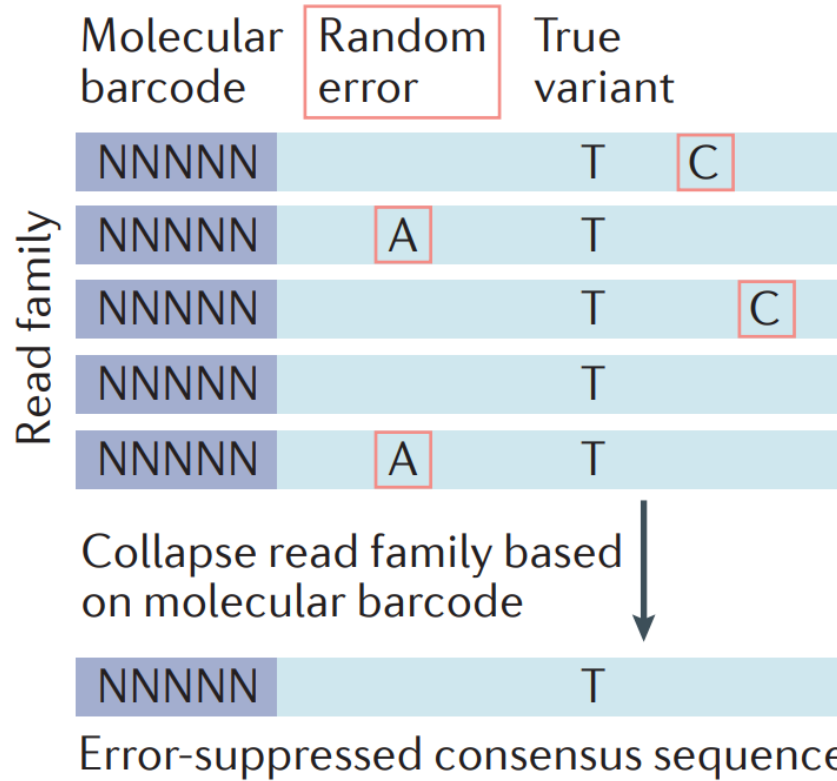 Molecular barcode
Random error
True variant
Read family
NNNNN T C
NNNNN A T
NNNNN T C
NNNNN T
NNNNN A T
Collapse read family based
on molecular barcode
NNNNN T
Error-suppressed consensus sequence